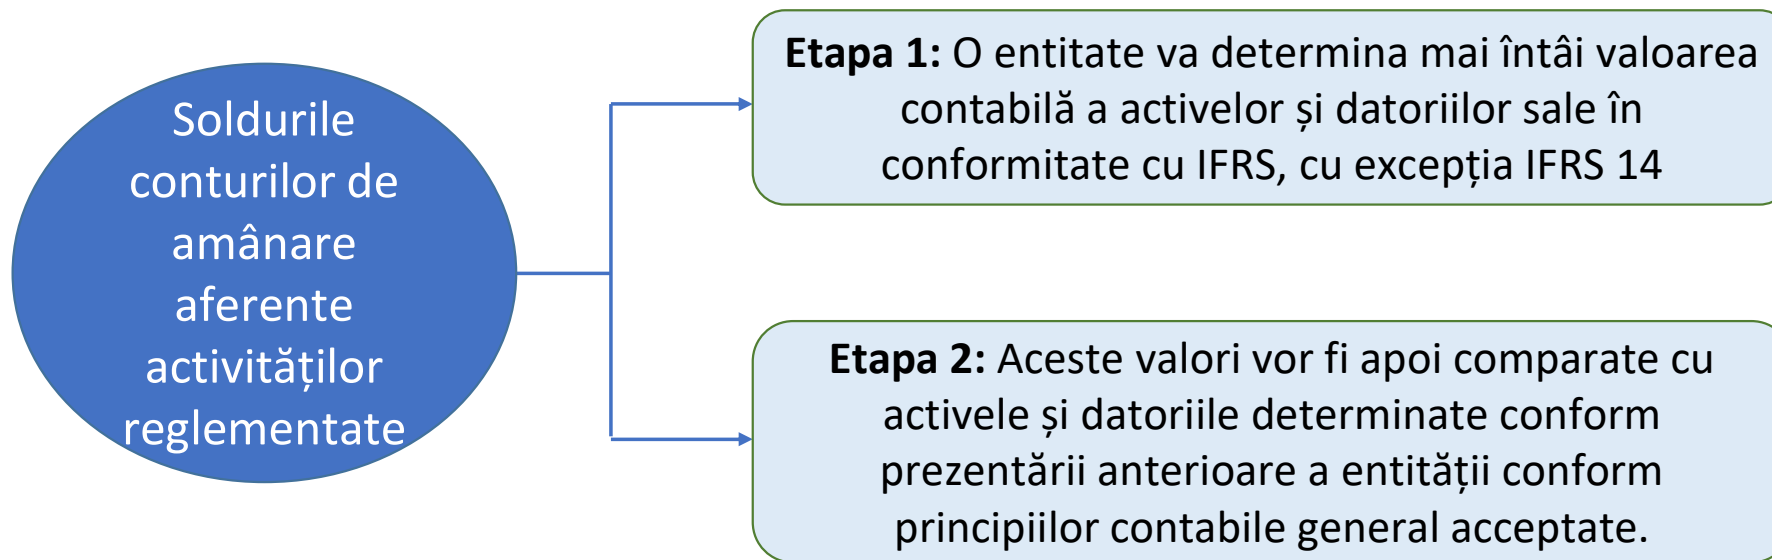 Soldurile
conturilor de
amânare
aferente
activităților
reglementate
Etapa 1: O entitate va determina mai întâi valoarea
contabilă a activelor și datoriilor sale în
conformitate cu IFRS, cu excepția IFRS 14
Etapa 2: Aceste valori vor fi apoi comparate cu
activele și datoriile determinate conform
prezentării anterioare a entității conform
principiilor contabile general acceptate.